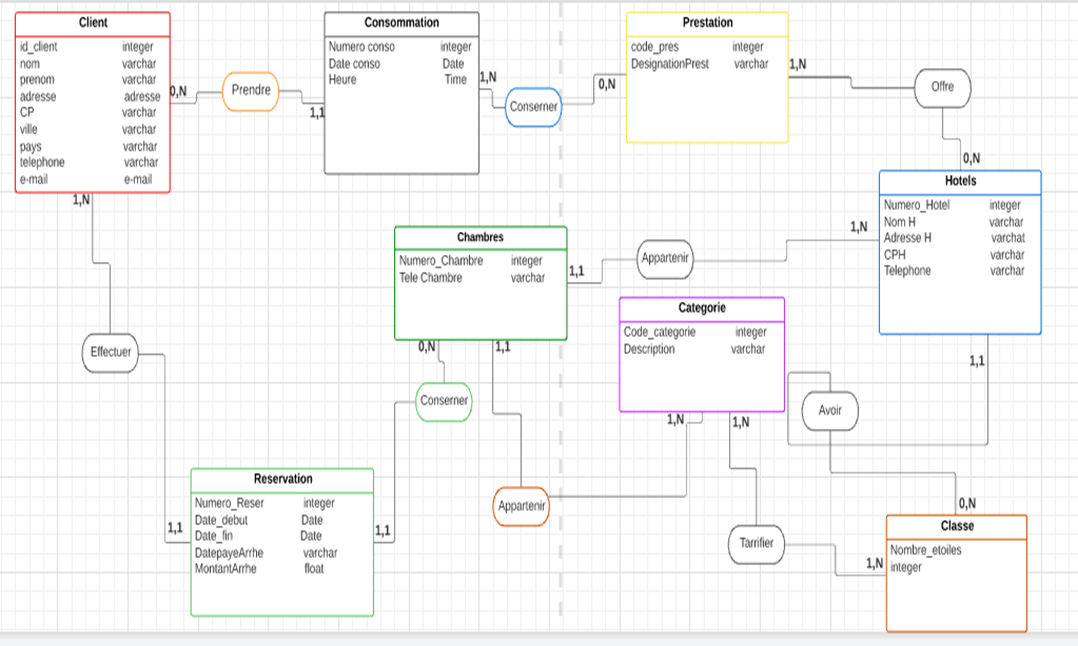 Client
id_client integer
nom varchar
prenom varchar
adresse adresse
CP varchar
ville varchar
pays varchar
telephone varchar
e-mail e-mail
0,N
Prendre
1,1
Consommation
Numero conso integer
Date conso Date
Heure Time
1,N
Conserner
0,N
Prestation
code_pres integer
DesignationPrest varchar
1,N
Offre
0,N
Hotels
Numero_Hotel integer
Nom H varchar
Adresse H varchat
CPH varchar
Telephone varchar
1,N
Appartenir
1,1
Chambres
Numero_Chambre integer
Tele Chambre varchar
0,N
1,1
Conserner
Categorie
Code_categorie integer
Description varchar
1,N
1,N
1,1
Avoir
0,N
1,N
Effectuer
1,1
Reservation
Numero_Reser integer
Date_debut Date
Date_fin Date
DatepayeArrhe varchar
MontantArrhe float
1,1
Appartenir
Tarrifier
1,N
Classe
Nombre_etoiles
integer